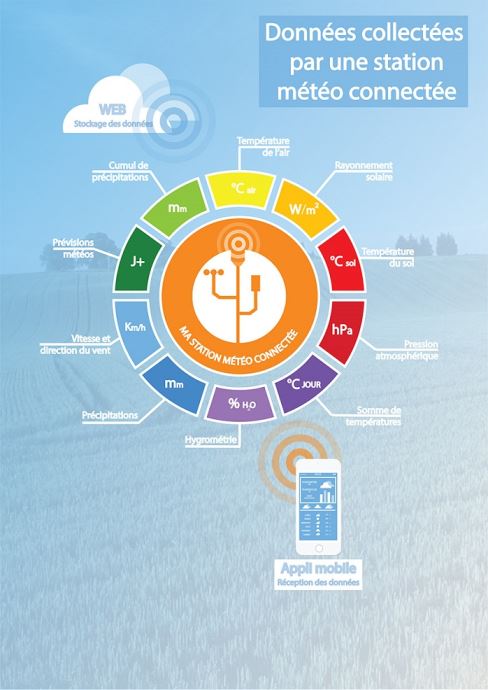 Données collectées
par une station
météo connectée
WEB
Stockage des données
Température
de l'air
Cumul de
précipitations
Rayonnement
solaire
°C air
mm
W/m²
Prévisions
météos
J+
°C sol
Température
du sol
Km/h
hPa
Vitesse et
direction du vent
Pression
atmosphérique
MA STATION MÉTÉO CONNECTÉE
mm
°C JOUR
% H₂O
Précipitations
Somme de
températures
Hygrométrie
Appli mobile
Réception des données